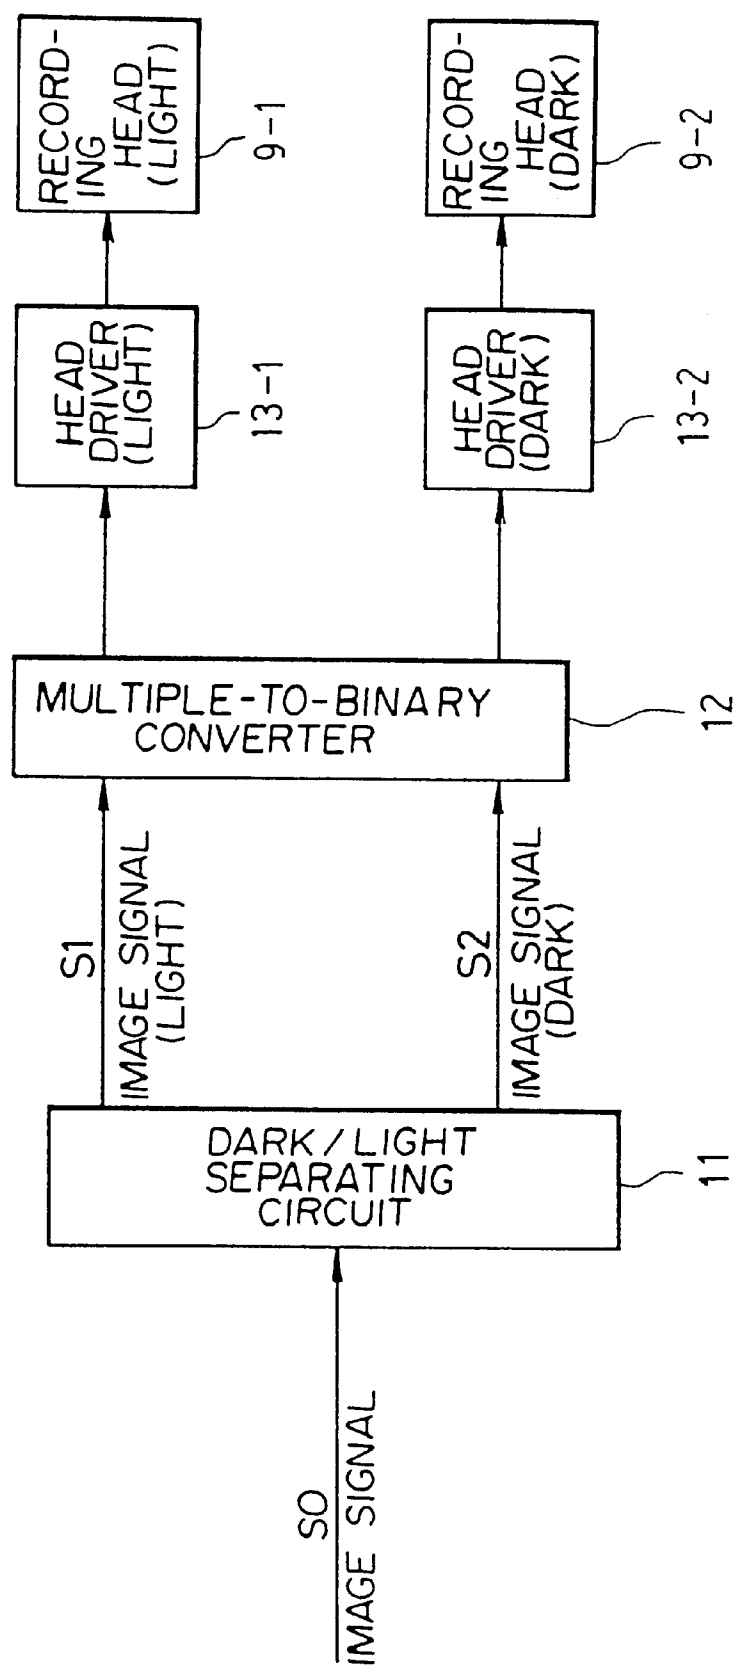 S0
IMAGE SIGNAL
DARK/LIGHT
SEPARATING
CIRCUIT
11
S1
IMAGE SIGNAL
(LIGHT)
S2
IMAGE SIGNAL
(DARK)
MULTIPLE-TO-BINARY
CONVERTER
12
HEAD
DRIVER
(LIGHT)
13-1
HEAD
DRIVER
(DARK)
13-2
RECORD-
ING
HEAD
(LIGHT)
9-1
RECORD-
ING
HEAD
(DARK)
9-2